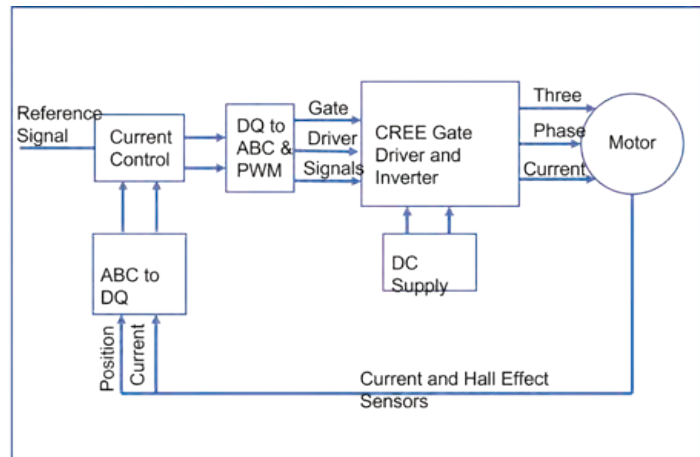 Reference
Signal
Current
Control
DQ to
ABC &
PWM
Gate
Driver
Signals
CREE Gate
Driver and
Inverter
Three
Phase
Current
Motor
ABC to
DQ
DC
Supply
Position
Current
Current and Hall Effect
Sensors